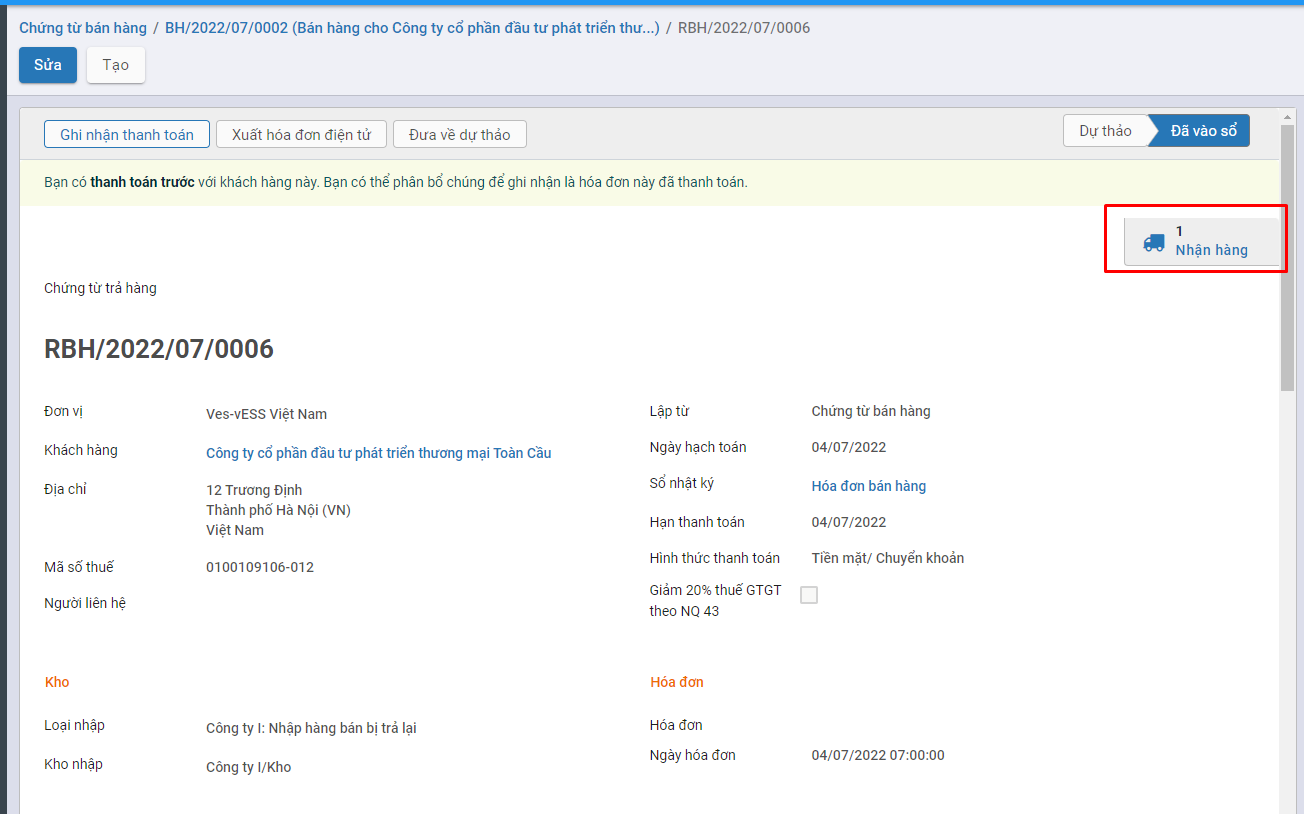 Chứng từ bán hàng / BH/2022/07/0002 (Bán hàng cho Công ty cổ phần đầu tư phát triển thư...) / RBH/2022/07/0006
Sửa Tạo
Ghi nhận thanh toán Xuất hóa đơn điện tử Đưa về dự thảo Dự thảo Đã vào sổ
Bạn có thanh toán trước với khách hàng này. Bạn có thể phân bổ chúng để ghi nhận là hóa đơn này đã thanh toán.
1
Nhận hàng
Chứng từ trả hàng
RBH/2022/07/0006
Đơn vị Ves-vESS Việt Nam
Khách hàng Công ty cổ phần đầu tư phát triển thương mại Toàn Cầu
Địa chỉ 12 Trương Định
Thành phố Hà Nội (VN)
Việt Nam
Mã số thuế 0100109106-012
Người liên hệ
Lập từ Chứng từ bán hàng
Ngày hạch toán 04/07/2022
Sổ nhật ký Hóa đơn bán hàng
Hạn thanh toán 04/07/2022
Hình thức thanh toán Tiền mặt/ Chuyển khoản
Giảm 20% thuế GTGT
theo NQ 43
Kho
Loại nhập Công ty I: Nhập hàng bán bị trả lại
Kho nhập Công ty I/Kho
Hóa đơn
Hóa đơn
Ngày hóa đơn 04/07/2022 07:00:00